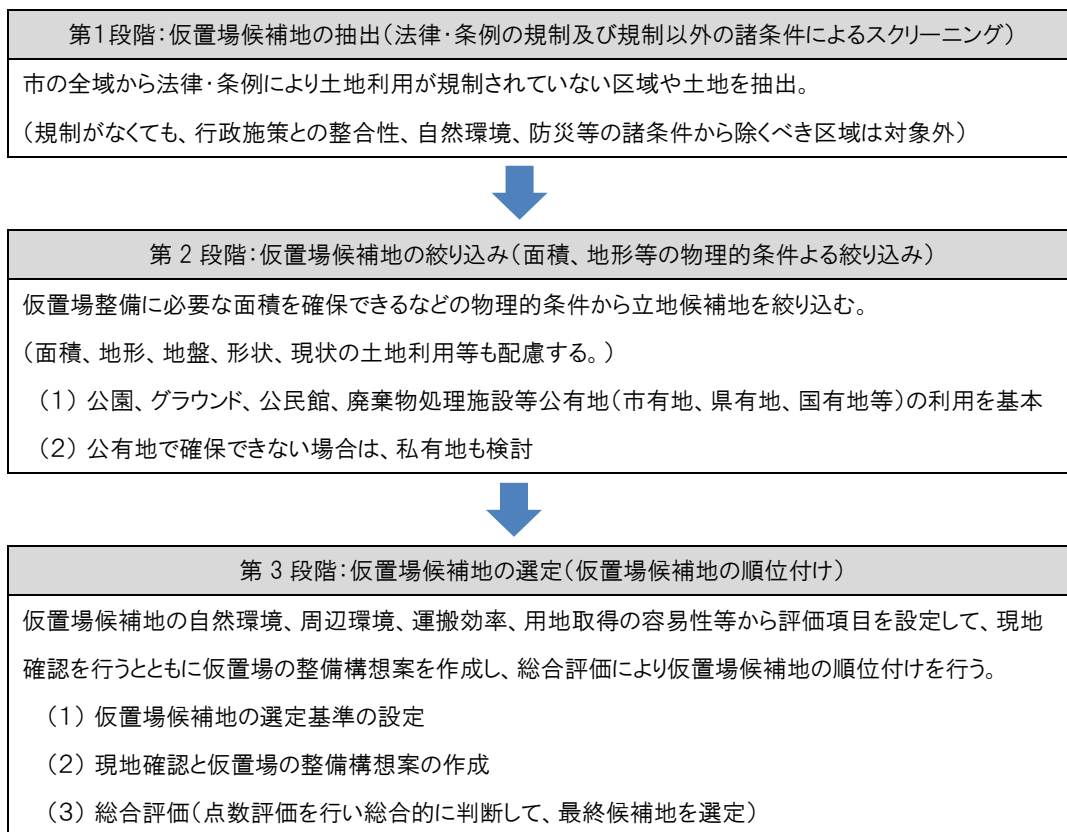 第1段階:仮置場候補地の抽出(法律・条例の規制及び規制以外の諸条件によるスクリーニング)
市の全域から法律・条例により土地利用が規制されていない区域や土地を抽出。
(規制がなくても、行政施策との整合性、自然環境、防災等の諸条件から除くべき区域は対象外)
第 2 段階:仮置場候補地の絞り込み(面積、地形等の物理的条件よる絞り込み)
仮置場整備に必要な面積を確保できるなどの物理的条件から立地候補地を絞り込む。
(面積、地形、地盤、形状、現状の土地利用等も配慮する。)
(1) 公園、グラウンド、公民館、廃棄物処理施設等公有地(市有地、県有地、国有地等)の利用を基本
(2) 公有地で確保できない場合は、私有地も検討
第 3 段階:仮置場候補地の選定(仮置場候補地の順位付け)
仮置場候補地の自然環境、周辺環境、運搬効率、用地取得の容易性等から評価項目を設定して、現地
確認を行うとともに仮置場の整備構想案を作成し、総合評価により仮置場候補地の順位付けを行う。
(1) 仮置場候補地の選定基準の設定
(2) 現地確認と仮置場の整備構想案の作成
(3) 総合評価(点数評価を行い総合的に判断して、最終候補地を選定)